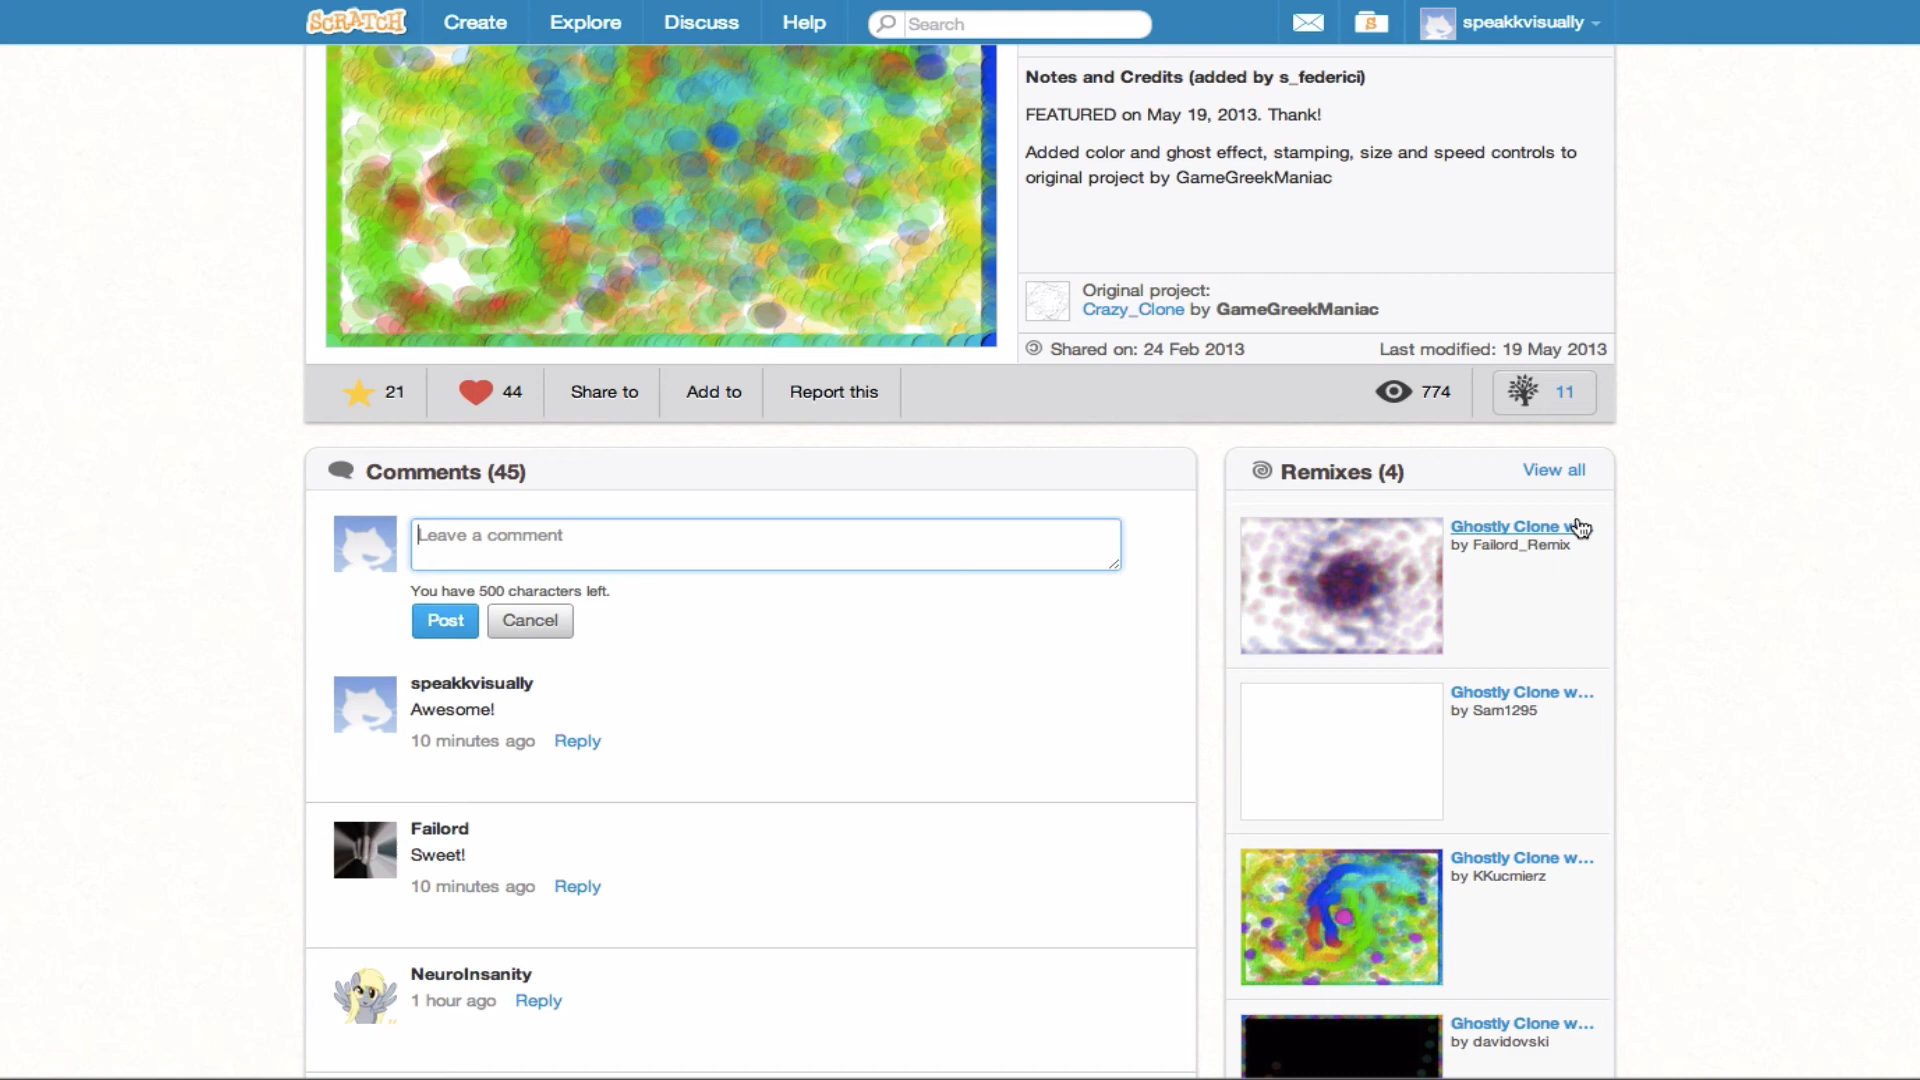 SCRATCH Create Explore Discuss Help Search S speakkvisually
Notes and Credits (added by s_federici)
FEATURED on May 19, 2013. Thank!
Added color and ghost effect, stamping, size and speed controls to
original project by GameGreekManiac
Original project:
Crazy_Clone by GameGreekManiac
Shared on: 24 Feb 2013 Last modified: 19 May 2013
21 44 Share to Add to Report this 774 11
Comments (45)
Leave a comment
You have 500 characters left.
Post Cancel
speakkvisually
Awesome!
10 minutes ago Reply
Failord
Sweet!
10 minutes ago Reply
NeuroInsanity
1 hour ago Reply
Remixes (4) View all
Ghostly Clone w
by Failord_Remix
Ghostly Clone w...
by Sam1295
Ghostly Clone w...
by KKucmierz
Ghostly Clone w...
by davidovski